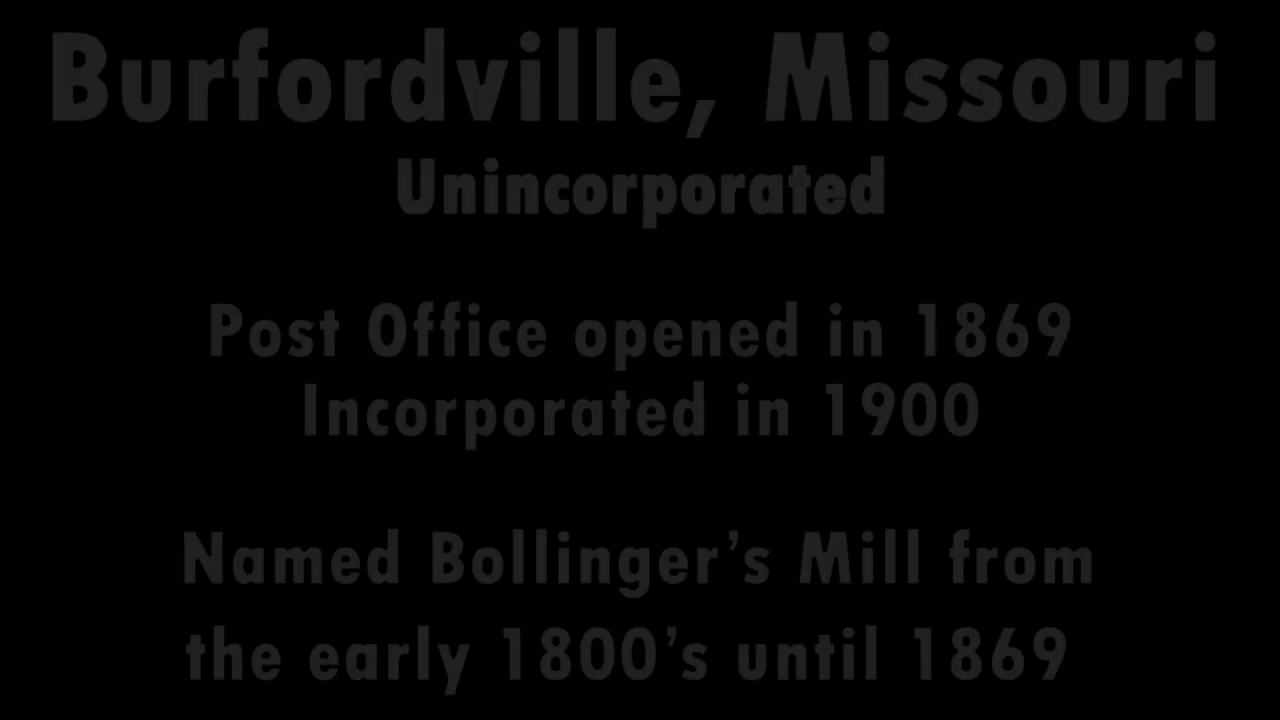 Burfordville, Missouri
Unincorporated
Post Office opened in 1869
Incorporated in 1900
Named Bollinger’s Mill from
the early 1800’s until 1869